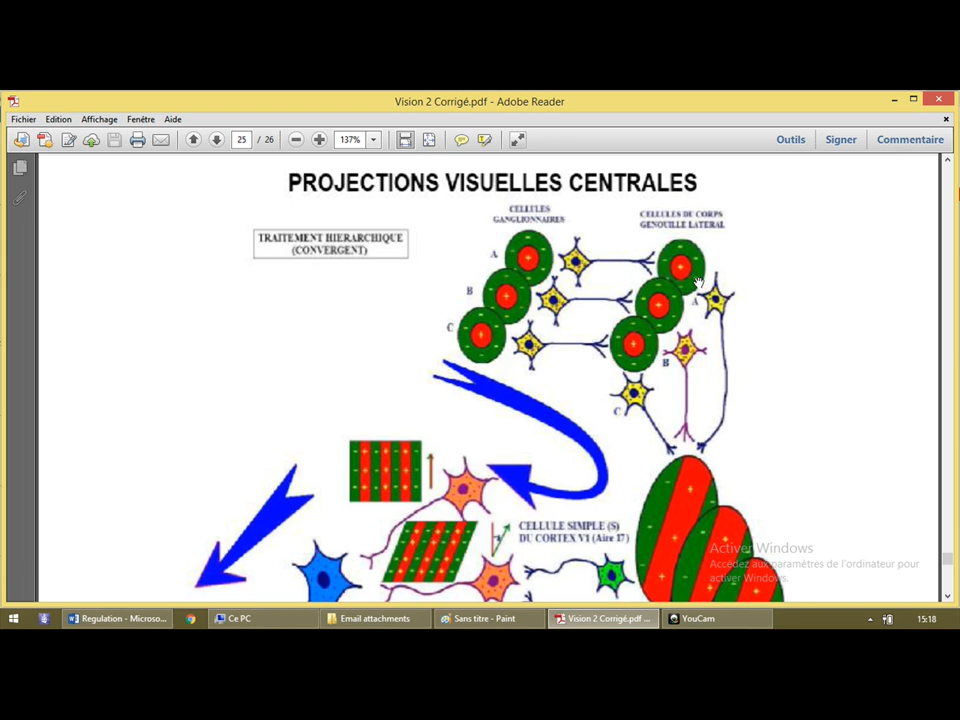 Vision 2 Corrigé.pdf - Adobe Reader
Fichier Edition Affichage Fenêtre Aide
25 / 26 137% Outils Signer Commentaire
PROJECTIONS VISUELLES CENTRALES
CELLULES
GANGLIONNAIRES
CELLULES DE CORPS
GENOUILLE LATERAL
TRAITEMENT HIERARCHIQUE
(CONVERGENT)
A
B
C
A
B
C
CELLULE SIMPLE (S)
DU CORTEX V1 (Aire 17)
Activer Windows
Accédez aux paramètres de l'ordinateur pour
activer Windows.
Regulation - Microso... Ce PC Email attachments Sans titre - Paint Vision 2 Corrigé.pdf ... YouCam 15:18